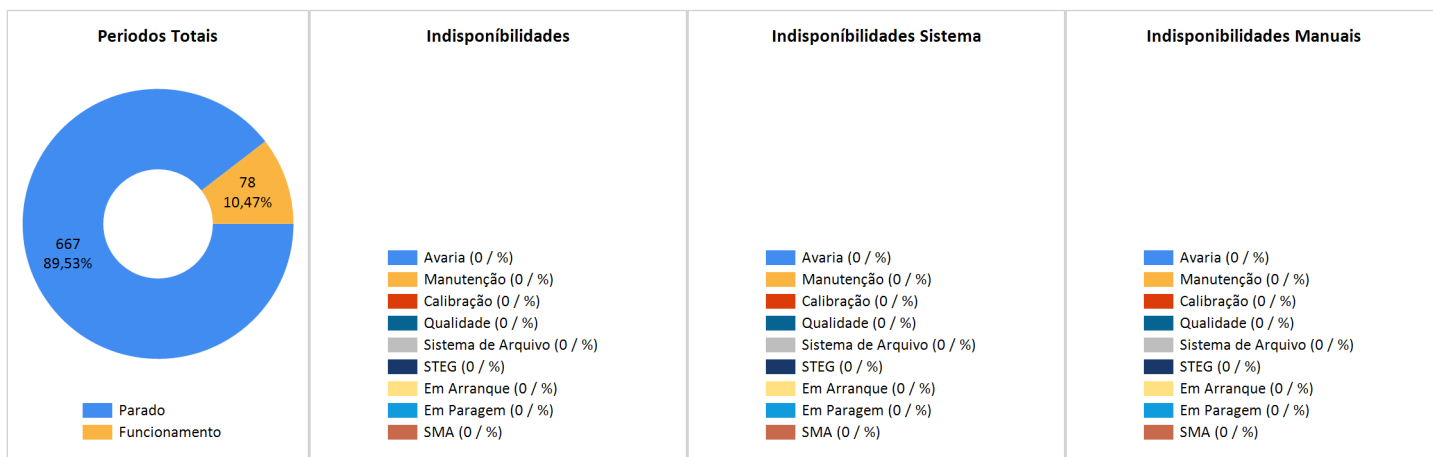 Periodos Totais
78
10,47%
667
89,53%
Parado
Funcionamento
Indisponíbilidades
Avaria (0 / %)
Manutenção (0 / %)
Calibração (0 / %)
Qualidade (0 / %)
Sistema de Arquivo (0 / %)
STEG (0 / %)
Em Arranque (0 / %)
Em Paragem (0 / %)
SMA (0 / %)
Indisponíbilidades Sistema
Avaria (0 / %)
Manutenção (0 / %)
Calibração (0 / %)
Qualidade (0 / %)
Sistema de Arquivo (0 / %)
STEG (0 / %)
Em Arranque (0 / %)
Em Paragem (0 / %)
SMA (0 / %)
Indisponibilidades Manuais
Avaria (0 / %)
Manutenção (0 / %)
Calibração (0 / %)
Qualidade (0 / %)
Sistema de Arquivo (0 / %)
STEG (0 / %)
Em Arranque (0 / %)
Em Paragem (0 / %)
SMA (0 / %)